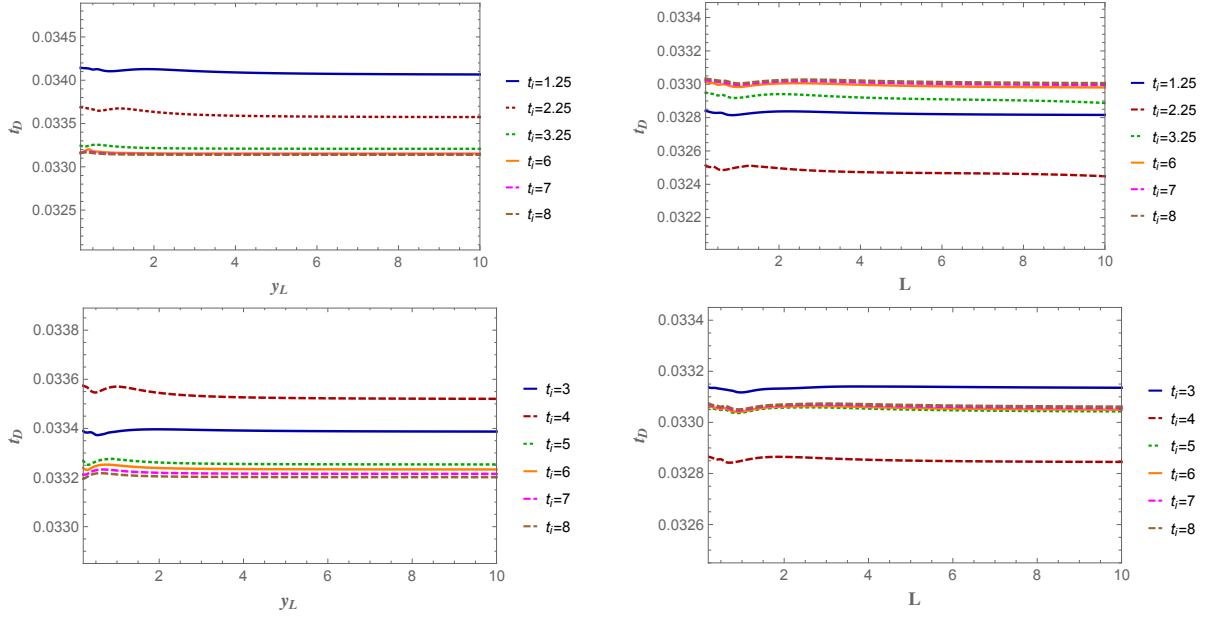 0.0345
0.0340
0.0335
0.0330
0.0325
t_D
2
4
6
8
10
y_L
t_i=1.25
t_i=2.25
t_i=3.25
t_i=6
t_i=7
t_i=8
0.0334
0.0332
0.0330
0.0328
0.0326
0.0324
0.0322
t_D
2
4
6
8
10
L
t_i=1.25
t_i=2.25
t_i=3.25
t_i=6
t_i=7
t_i=8
0.0338
0.0336
0.0334
0.0332
0.0330
t_D
2
4
6
8
10
y_L
t_i=3
t_i=4
t_i=5
t_i=6
t_i=7
t_i=8
0.0334
0.0332
0.0330
0.0328
0.0326
t_D
2
4
6
8
10
L
t_i=3
t_i=4
t_i=5
t_i=6
t_i=7
t_i=8